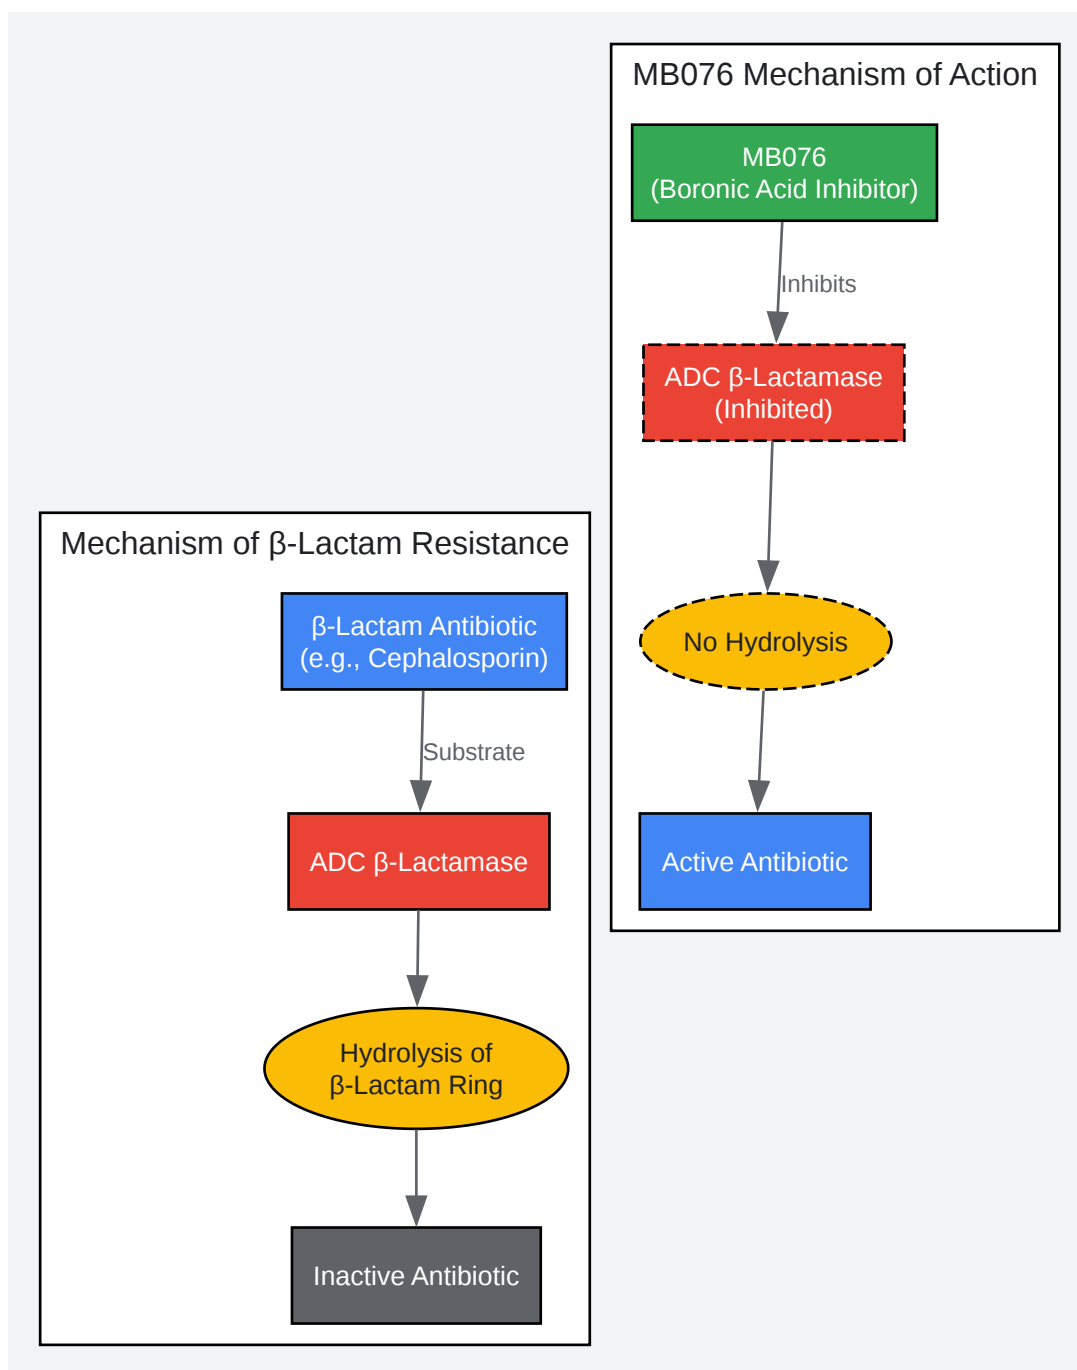 MB076 Mechanism of Action
MB076
(Boronic Acid Inhibitor)
Inhibits
ADC β-Lactamase
(Inhibited)
No Hydrolysis
Active Antibiotic
Mechanism of β-Lactam Resistance
β-Lactam Antibiotic
(e.g., Cephalosporin)
Substrate
ADC β-Lactamase
Hydrolysis of
β-Lactam Ring
Inactive Antibiotic